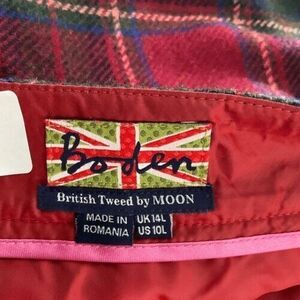 Boden
British Tweed by MOON
MADE IN
ROMANIA
UK 14L
US 10L